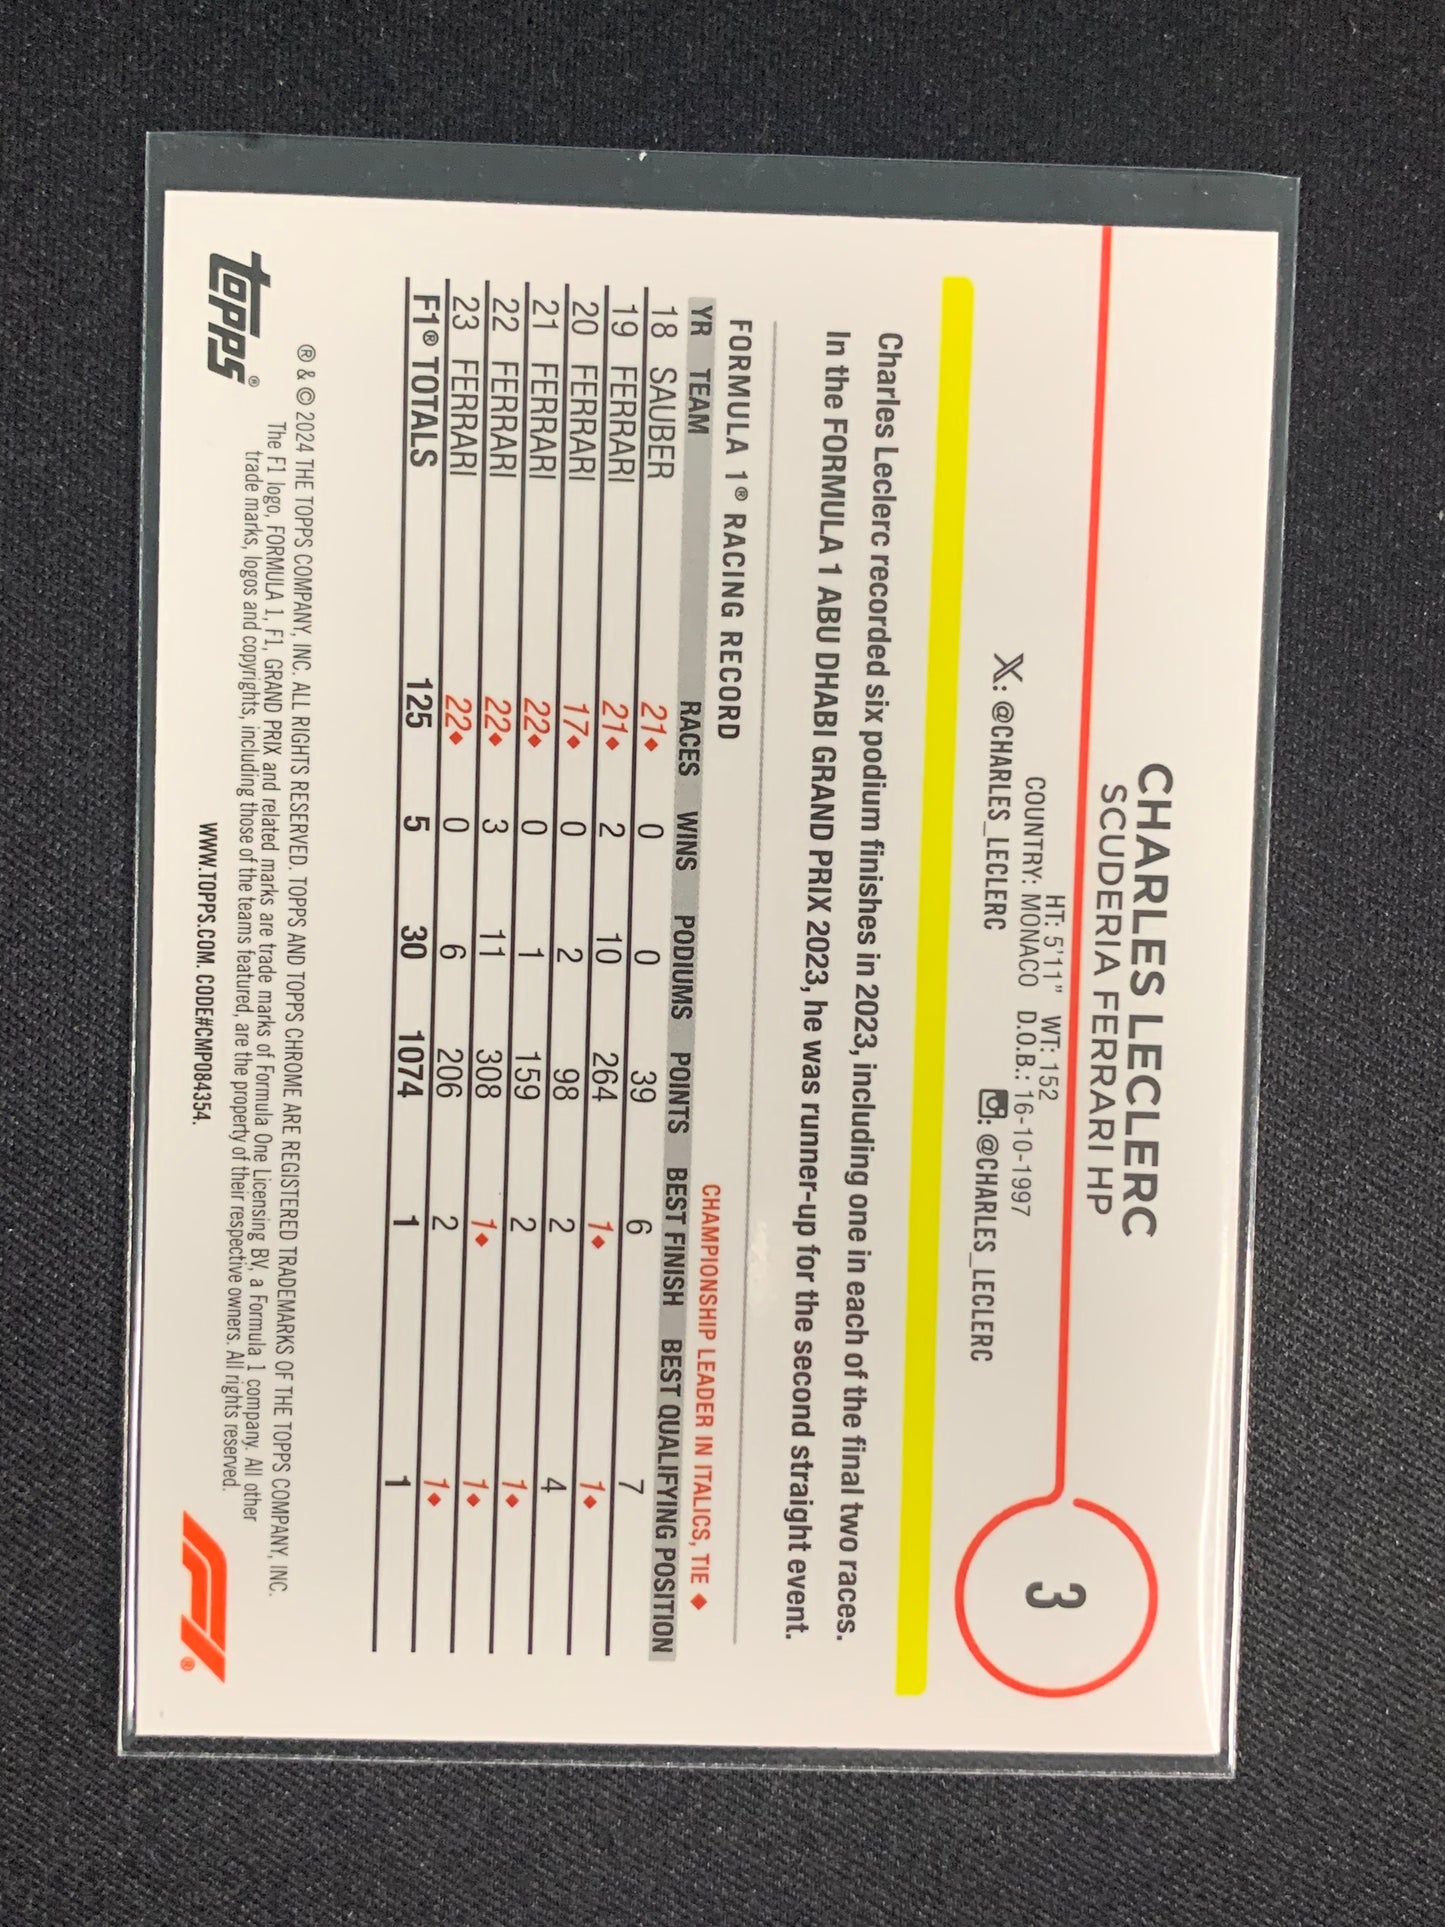 CHARLES LECLERC
SCUDERIA FERRARI HP
3
HT: 5'11" WT: 152
COUNTRY: MONACO D.O.B.: 16-10-1997
X: @CHARLES_LECLERC : @CHARLES_LECLERC
Charles Leclerc recorded six podium finishes in 2023, including one in each of the final two races.
In the FORMULA 1 ABU DHABI GRAND PRIX 2023, he was runner-up for the second straight event.
FORMULA 1® RACING RECORD
CHAMPIONSHIP LEADER IN ITALICS, TIE ♦
YR TEAM RACES WINS PODIUMS POINTS BEST FINISH BEST QUALIFYING POSITION
18 SAUBER 21♦ 0 0 39 6 7
19 FERRARI 21♦ 2 10 264 1♦ 1♦
20 FERRARI 17♦ 0 2 98 2 4
21 FERRARI 22♦ 0 1 159 2 1♦
22 FERRARI 22♦ 3 11 308 1♦ 1♦
23 FERRARI 22♦ 0 6 206 2 1♦
F1® TOTALS 125 5 30 1074 1 1
® & © 2024 THE TOPPS COMPANY, INC. ALL RIGHTS RESERVED. TOPPS AND TOPPS CHROME ARE REGISTERED TRADEMARKS OF THE TOPPS COMPANY, INC.
The F1 logo, FORMULA 1, F1, GRAND PRIX and related marks are trade marks of Formula One Licensing BV, a Formula 1 company. All other
trade marks, logos and copyrights, including those of the teams featured, are the property of their respective owners. All rights reserved.
WWW.TOPPS.COM. CODE#CMP084354.
topps®
F1®